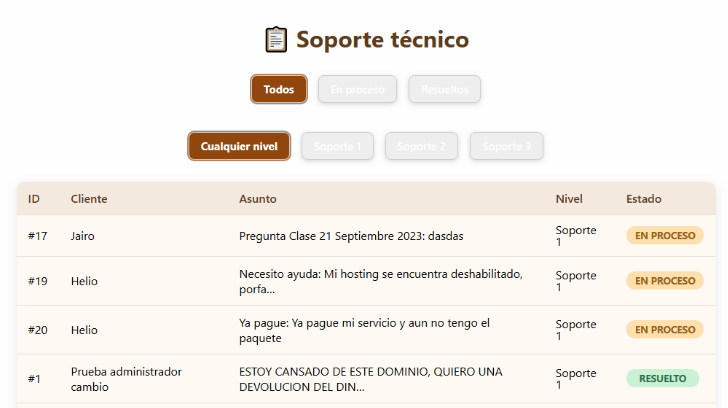 Soporte técnico
Todos En proceso Resueltos
Cualquier nivel Soporte 1 Soporte 2 Soporte 3
ID Cliente Asunto Nivel Estado
#17 Jairo Pregunta Clase 21 Septiembre 2023: dasdas Soporte 1 EN PROCESO
#19 Helio Necesito ayuda: Mi hosting se encuentra deshabilitado, porfa... Soporte 1 EN PROCESO
#20 Helio Ya pague: Ya pague mi servicio y aun no tengo el paquete Soporte 1 EN PROCESO
#1 Prueba administrador cambio ESTOY CANSADO DE ESTE DOMINIO, QUIERO UNA DEVOLUCION DEL DIN... Soporte 1 RESUELTO